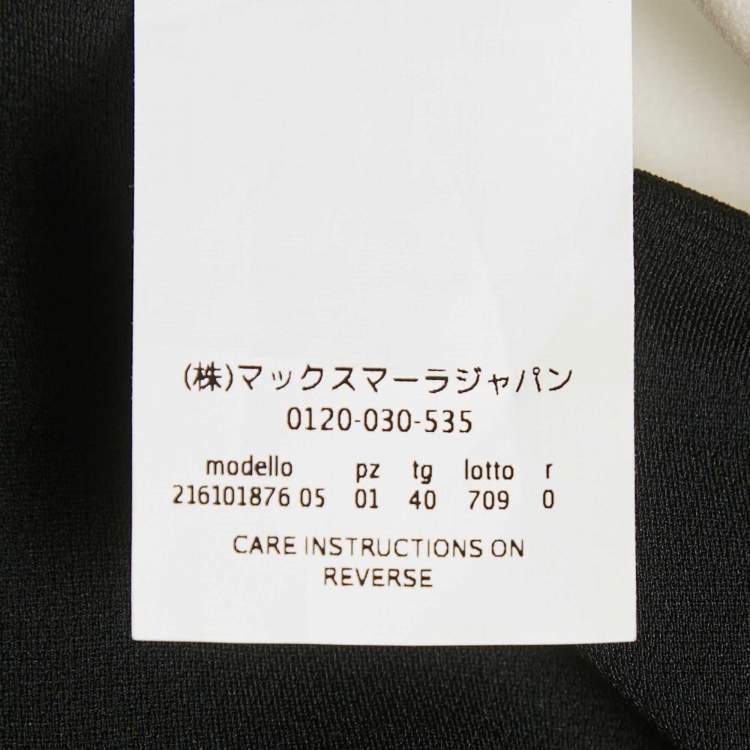 (株)マックスマーラジャパン
0120-030-535
modello pz tg lotto r
216101876 05 01 40 709 0
CARE INSTRUCTIONS ON
REVERSE